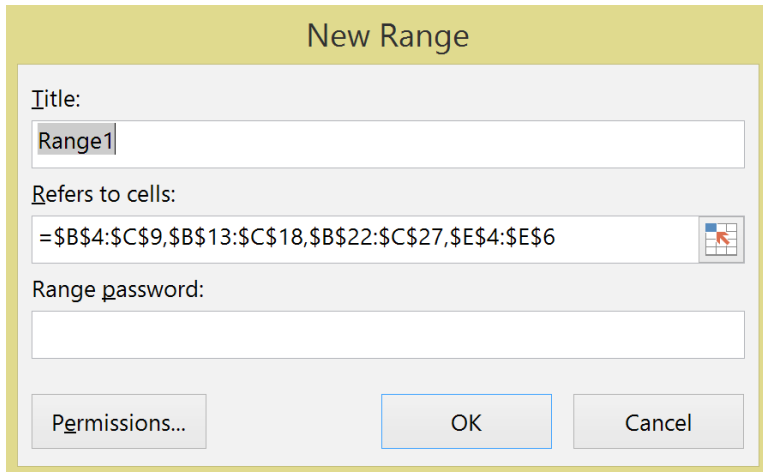 New Range
Title:
Range1
Refers to cells:
=$B$4:$C$9,$B$13:$C$18,$B$22:$C$27,$E$4:$E$6
Range password:
Permissions... OK Cancel